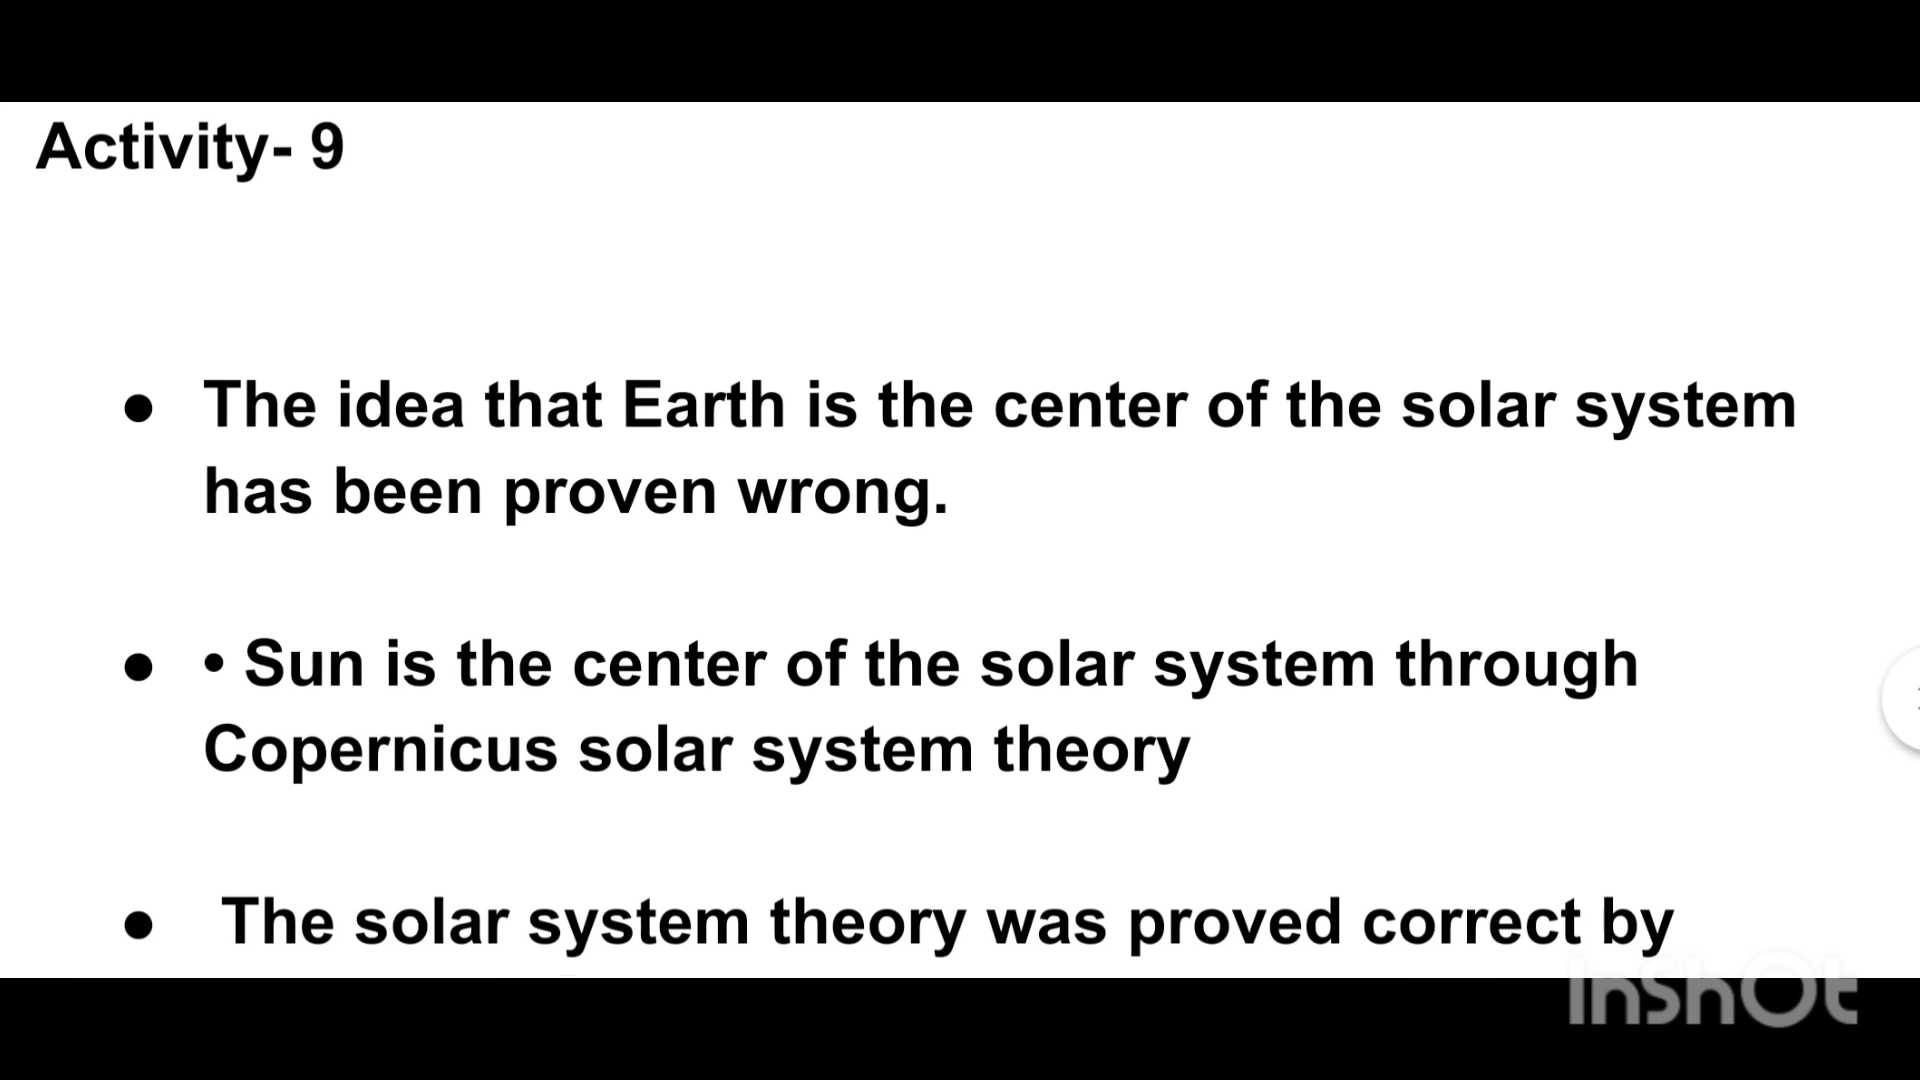 Activity- 9
● The idea that Earth is the center of the solar system
has been proven wrong.
● • Sun is the center of the solar system through
Copernicus solar system theory
● The solar system theory was proved correct by
InShOt